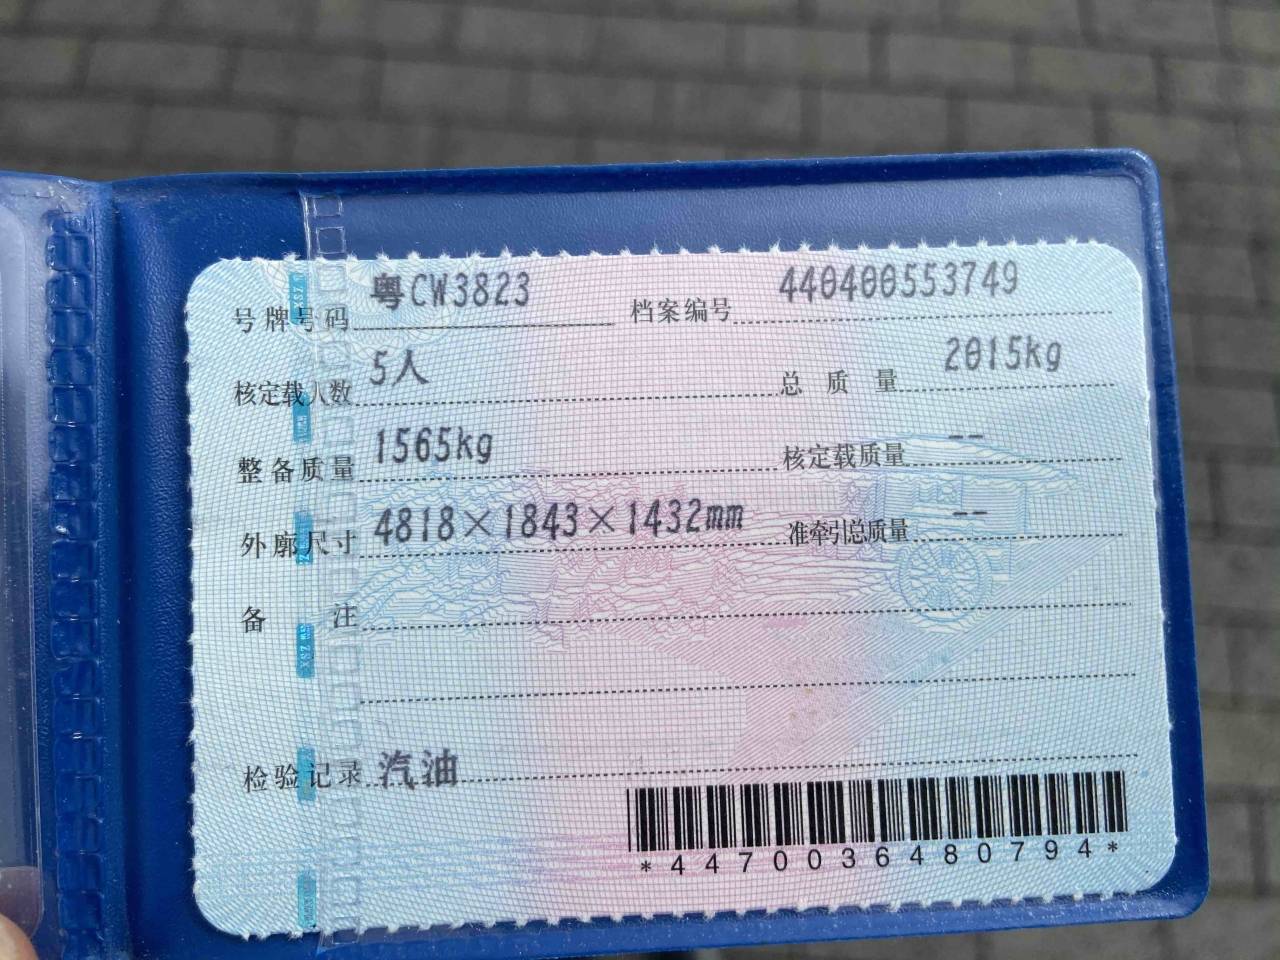 号牌号码 粤CW3823 档案编号 440400553749
核定载人数 5人 总质量 2015kg
整备质量 1565kg 核定载质量 --
外廓尺寸 4818×1843×1432mm 准牵引总质量 --
备注
检验记录 汽油
*4470036480794*